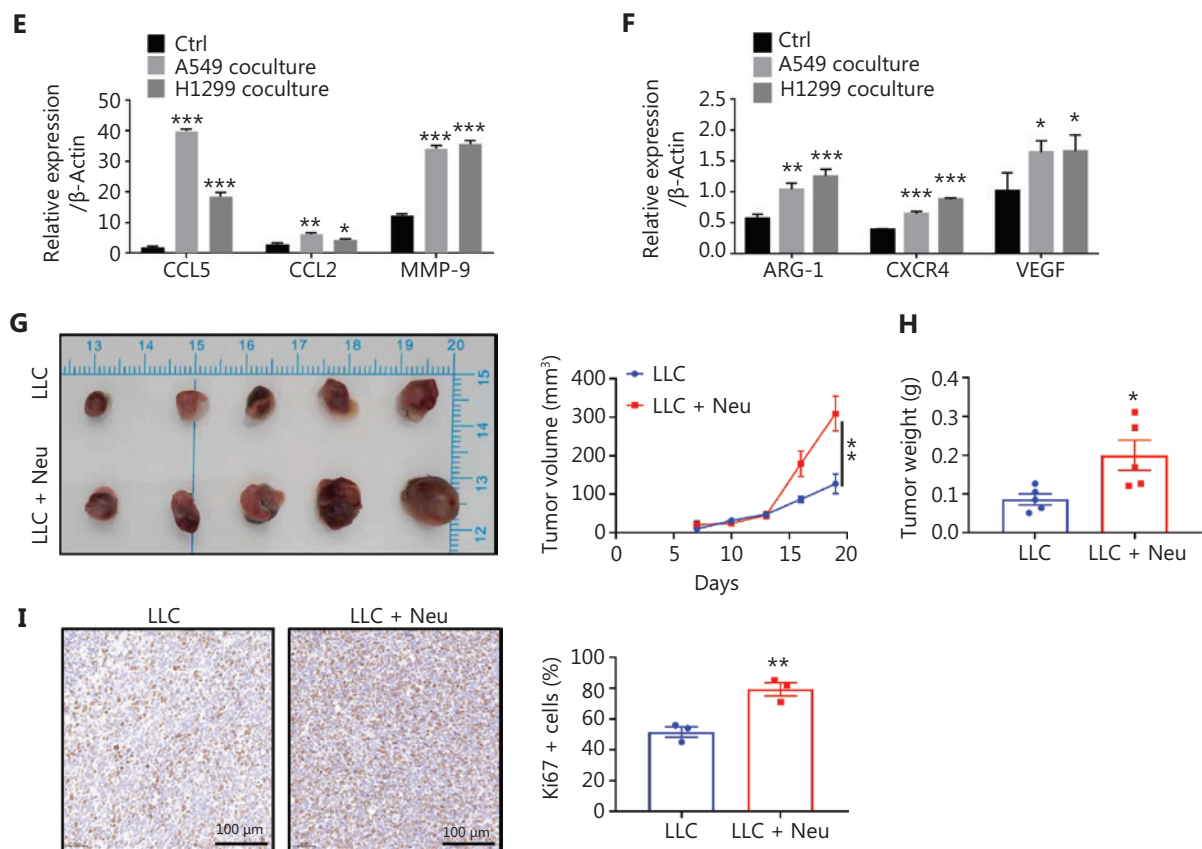 E
Ctrl
A549 coculture
H1299 coculture
Relative expression
/β-Actin
50
40
30
20
10
0
***
***
**
*
***
***
CCL5 CCL2 MMP-9
F
Ctrl
A549 coculture
H1299 coculture
Relative expression
/β-Actin
2.5
2.0
1.5
1.0
0.5
0.0
**
***
***
***
*
*
ARG-1 CXCR4 VEGF
G
LLC
LLC + Neu
13 14 15 16 17 18 19 20
15
14
13
12
LLC
LLC + Neu
Tumor volume (mm³)
400
300
200
100
0
**
0 5 10 15 20
Days
H
Tumor weight (g)
0.4
0.3
0.2
0.1
0.0
*
LLC LLC + Neu
I
LLC LLC + Neu
100 µm 100 µm
Ki67 + cells (%)
100
80
60
40
20
0
**
LLC LLC + Neu